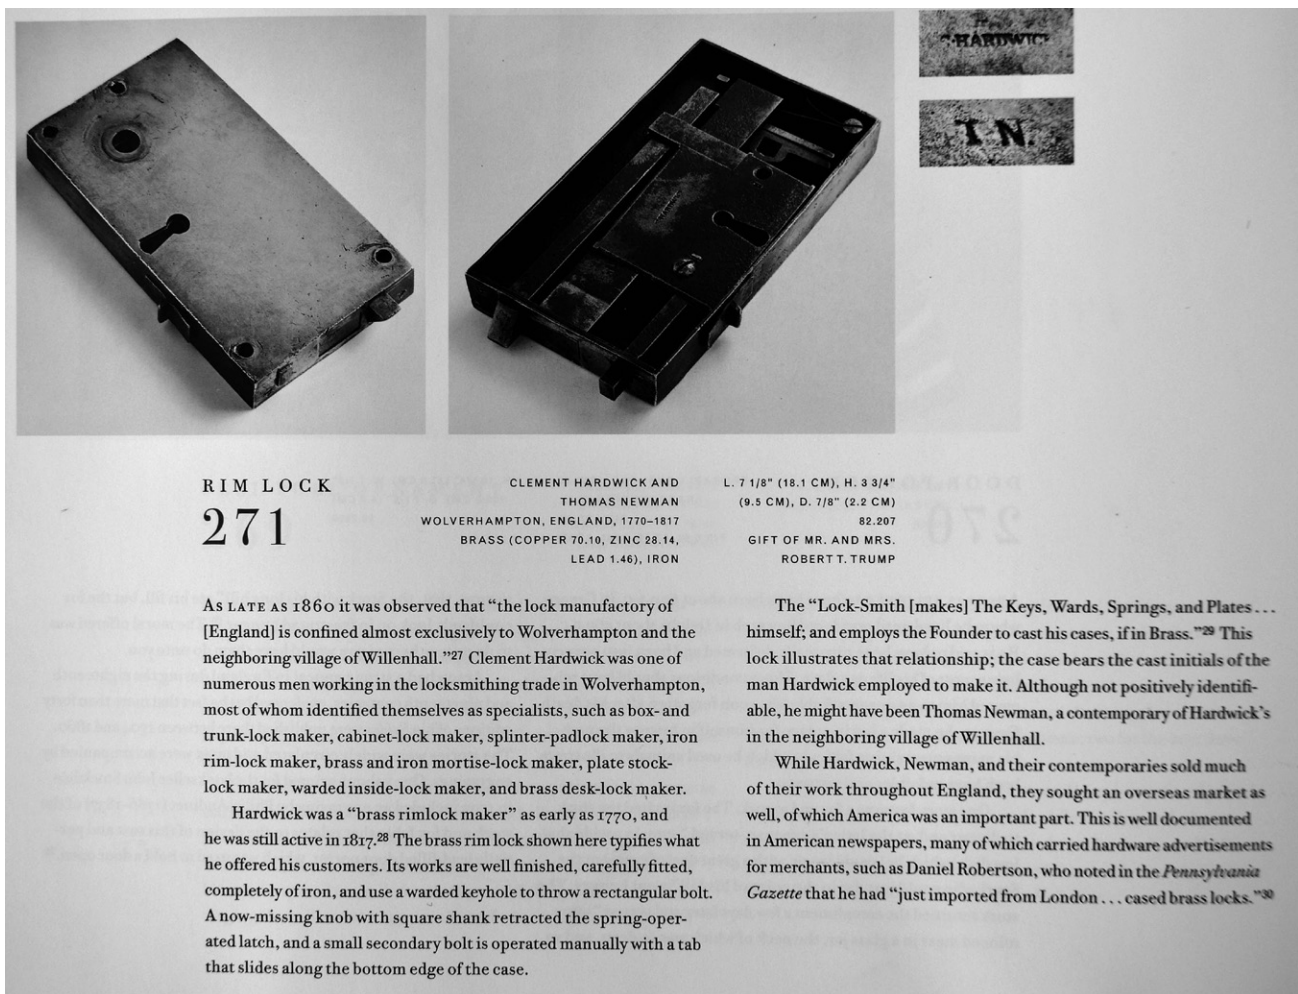 HARDWIC
T N.
RIM LOCK
271
CLEMENT HARDWICK AND
THOMAS NEWMAN
WOLVERHAMPTON, ENGLAND, 1770–1817
BRASS (COPPER 70.10, ZINC 28.14,
LEAD 1.46), IRON
L. 7 1/8" (18.1 CM), H. 3 3/4"
(9.5 CM), D. 7/8" (2.2 CM)
82.207
GIFT OF MR. AND MRS.
ROBERT T. TRUMP
AS LATE AS 1860 it was observed that “the lock manufactory of
[England] is confined almost exclusively to Wolverhampton and the
neighboring village of Willenhall.”27 Clement Hardwick was one of
numerous men working in the locksmithing trade in Wolverhampton,
most of whom identified themselves as specialists, such as box- and
trunk-lock maker, cabinet-lock maker, splinter-padlock maker, iron
rim-lock maker, brass and iron mortise-lock maker, plate stock-
lock maker, warded inside-lock maker, and brass desk-lock maker.
Hardwick was a “brass rimlock maker” as early as 1770, and
he was still active in 1817.28 The brass rim lock shown here typifies what
he offered his customers. Its works are well finished, carefully fitted,
completely of iron, and use a warded keyhole to throw a rectangular bolt.
A now-missing knob with square shank retracted the spring-oper-
ated latch, and a small secondary bolt is operated manually with a tab
that slides along the bottom edge of the case.
The “Lock-Smith [makes] The Keys, Wards, Springs, and Plates . . .
himself; and employs the Founder to cast his cases, if in Brass.”29 This
lock illustrates that relationship; the case bears the cast initials of the
man Hardwick employed to make it. Although not positively identifi-
able, he might have been Thomas Newman, a contemporary of Hardwick’s
in the neighboring village of Willenhall.
While Hardwick, Newman, and their contemporaries sold much
of their work throughout England, they sought an overseas market as
well, of which America was an important part. This is well documented
in American newspapers, many of which carried hardware advertisements
for merchants, such as Daniel Robertson, who noted in the Pennsylvania
Gazette that he had “just imported from London . . . cased brass locks.”30